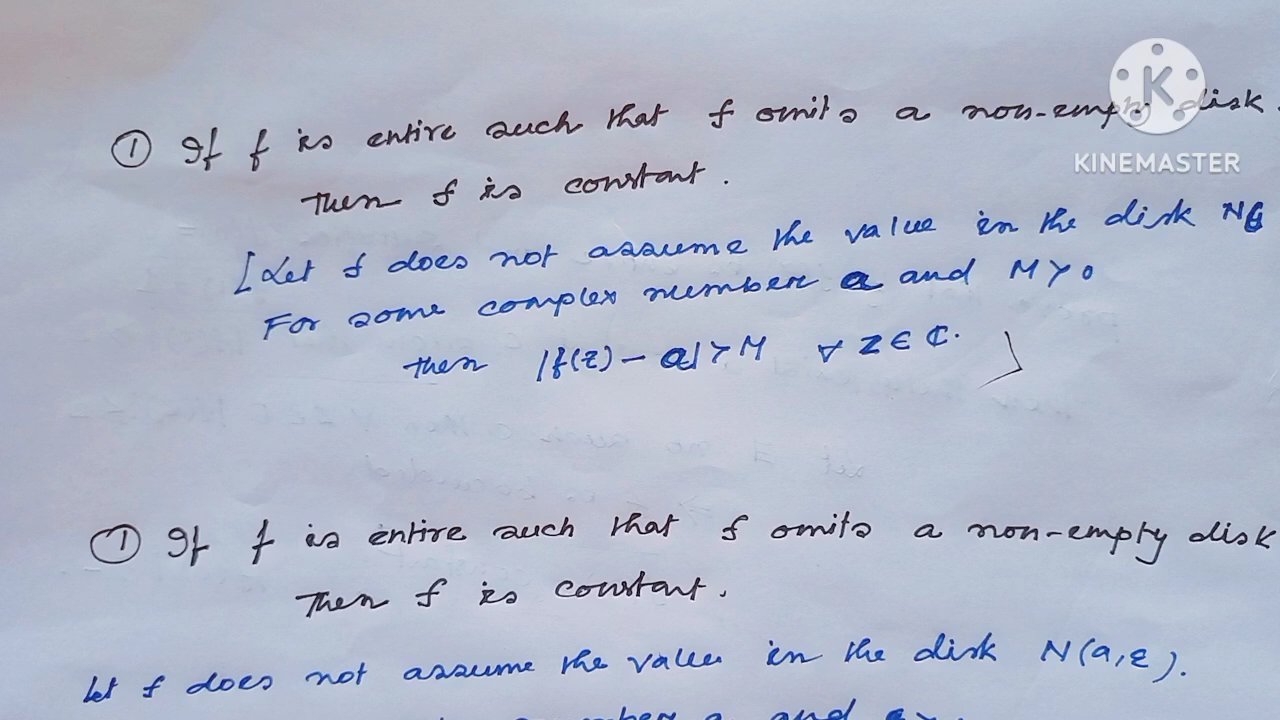 ① If f is entire such that f omits a non-empty disk.
then f is constant.
KINEMASTER
[Let f does not assume the value in the disk
For some complex number a and M>0
then |f(z) - a| > M ∀ z ∈ ℂ.
① If f is entire such that f omits a non-empty disk
Then f is constant.
Let f does not assume the value in the disk N(a, ε).
a and